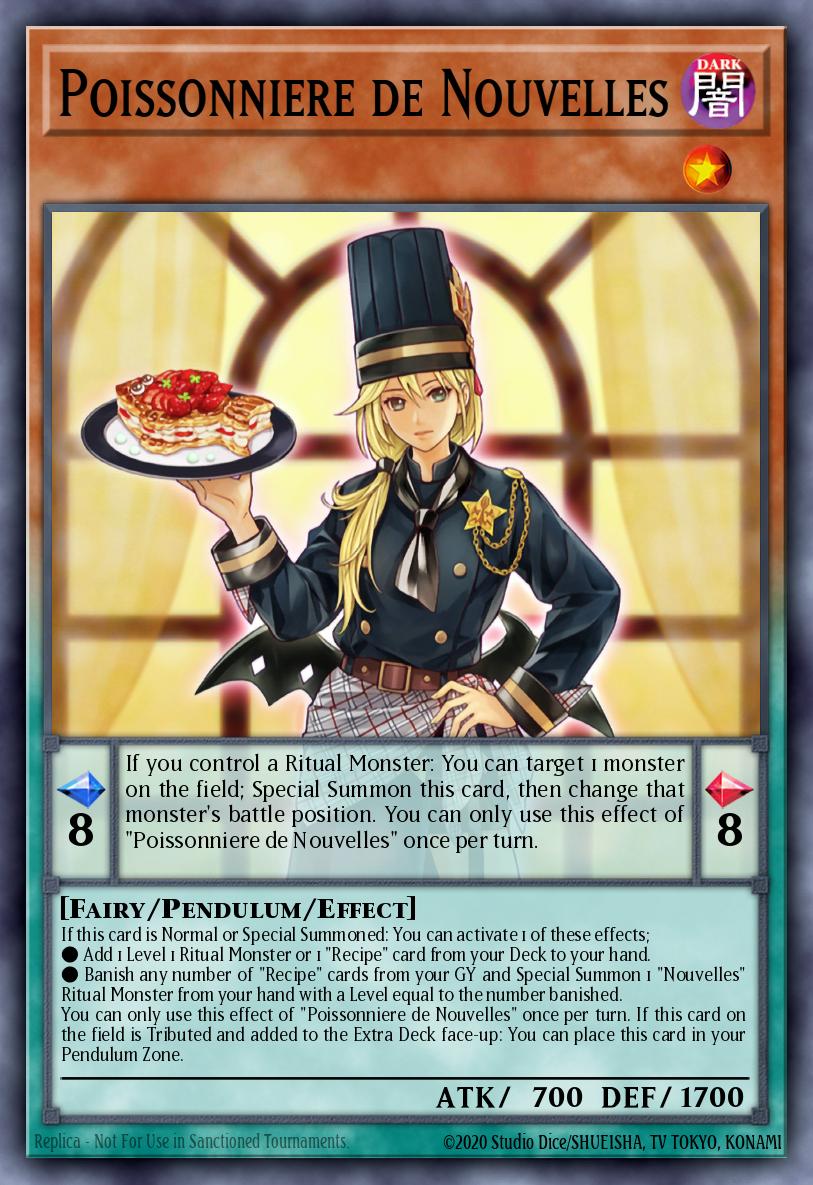 Poissonniere de Nouvelles
DARK
闇
If you control a Ritual Monster: You can target 1 monster
on the field; Special Summon this card, then change that
monster's battle position. You can only use this effect of
"Poissonniere de Nouvelles" once per turn.
8
8
[Fairy/Pendulum/Effect]
If this card is Normal or Special Summoned: You can activate 1 of these effects;
● Add 1 Level 1 Ritual Monster or 1 "Recipe" card from your Deck to your hand.
● Banish any number of "Recipe" cards from your GY and Special Summon 1 "Nouvelles"
Ritual Monster from your hand with a Level equal to the number banished.
You can only use this effect of "Poissonniere de Nouvelles" once per turn. If this card on
the field is Tributed and added to the Extra Deck face-up: You can place this card in your
Pendulum Zone.
ATK/ 700 DEF/ 1700
Replica - Not For Use in Sanctioned Tournaments.
©2020 Studio Dice/SHUEISHA, TV TOKYO, KONAMI